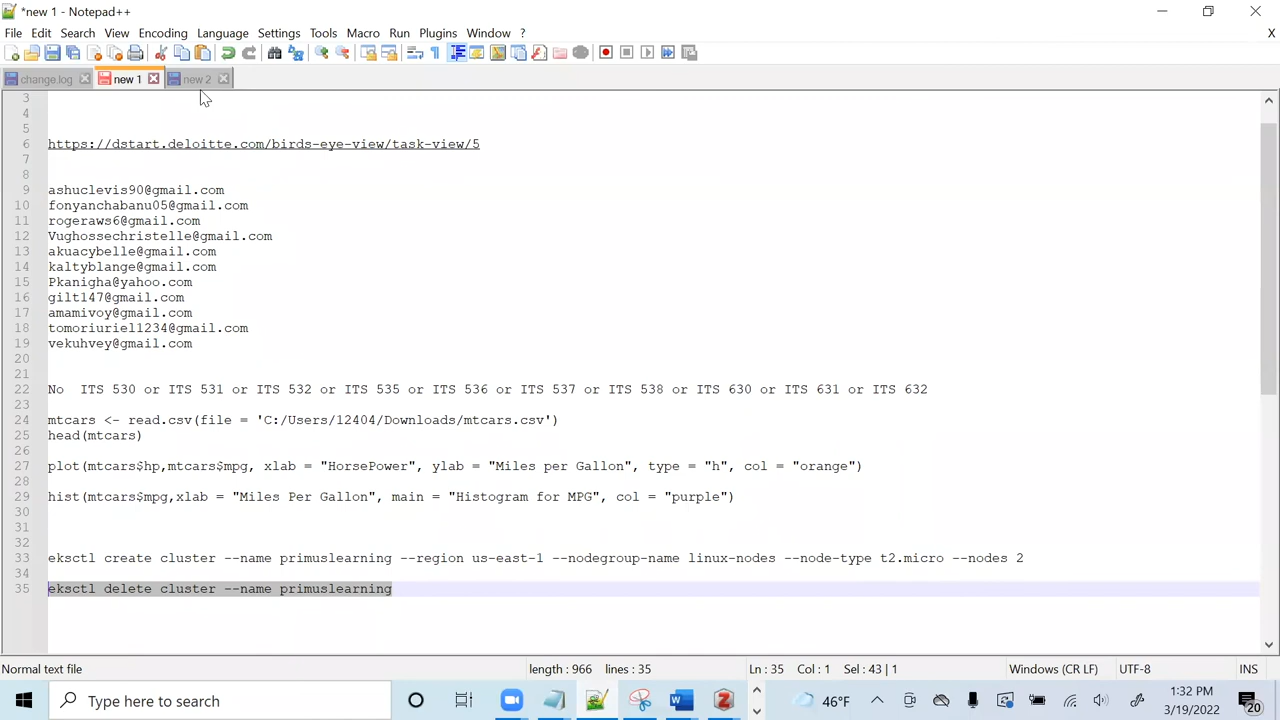 *new 1 - Notepad++
File Edit Search View Encoding Language Settings Tools Macro Run Plugins Window ? X
change.log new 1 new 2
3
4
5
6 https://dstart.deloitte.com/birds-eye-view/task-view/5
7
8
9 ashuclevis90@gmail.com
10 fonyanchabanu05@gmail.com
11 rogeraws6@gmail.com
12 Vughossechristelle@gmail.com
13 akuacybelle@gmail.com
14 kaltyblange@gmail.com
15 Pkanigha@yahoo.com
16 gilt147@gmail.com
17 amamivoy@gmail.com
18 tomoriuriel1234@gmail.com
19 vekuhvey@gmail.com
20
21
22 No  ITS 530 or ITS 531 or ITS 532 or ITS 535 or ITS 536 or ITS 537 or ITS 538 or ITS 630 or ITS 631 or ITS 632
23
24 mtcars <- read.csv(file = 'C:/Users/12404/Downloads/mtcars.csv')
25 head(mtcars)
26
27 plot(mtcars$hp,mtcars$mpg, xlab = "HorsePower", ylab = "Miles per Gallon", type = "h", col = "orange")
28
29 hist(mtcars$mpg,xlab = "Miles Per Gallon", main = "Histogram for MPG", col = "purple")
30
31
32
33 eksctl create cluster --name primuslearning --region us-east-1 --nodegroup-name linux-nodes --node-type t2.micro --nodes 2
34
35 eksctl delete cluster --name primuslearning
Normal text file length : 966 lines : 35 Ln : 35 Col : 1 Sel : 43 | 1 Windows (CR LF) UTF-8 INS
Type here to search 46°F 1:32 PM
3/19/2022 20